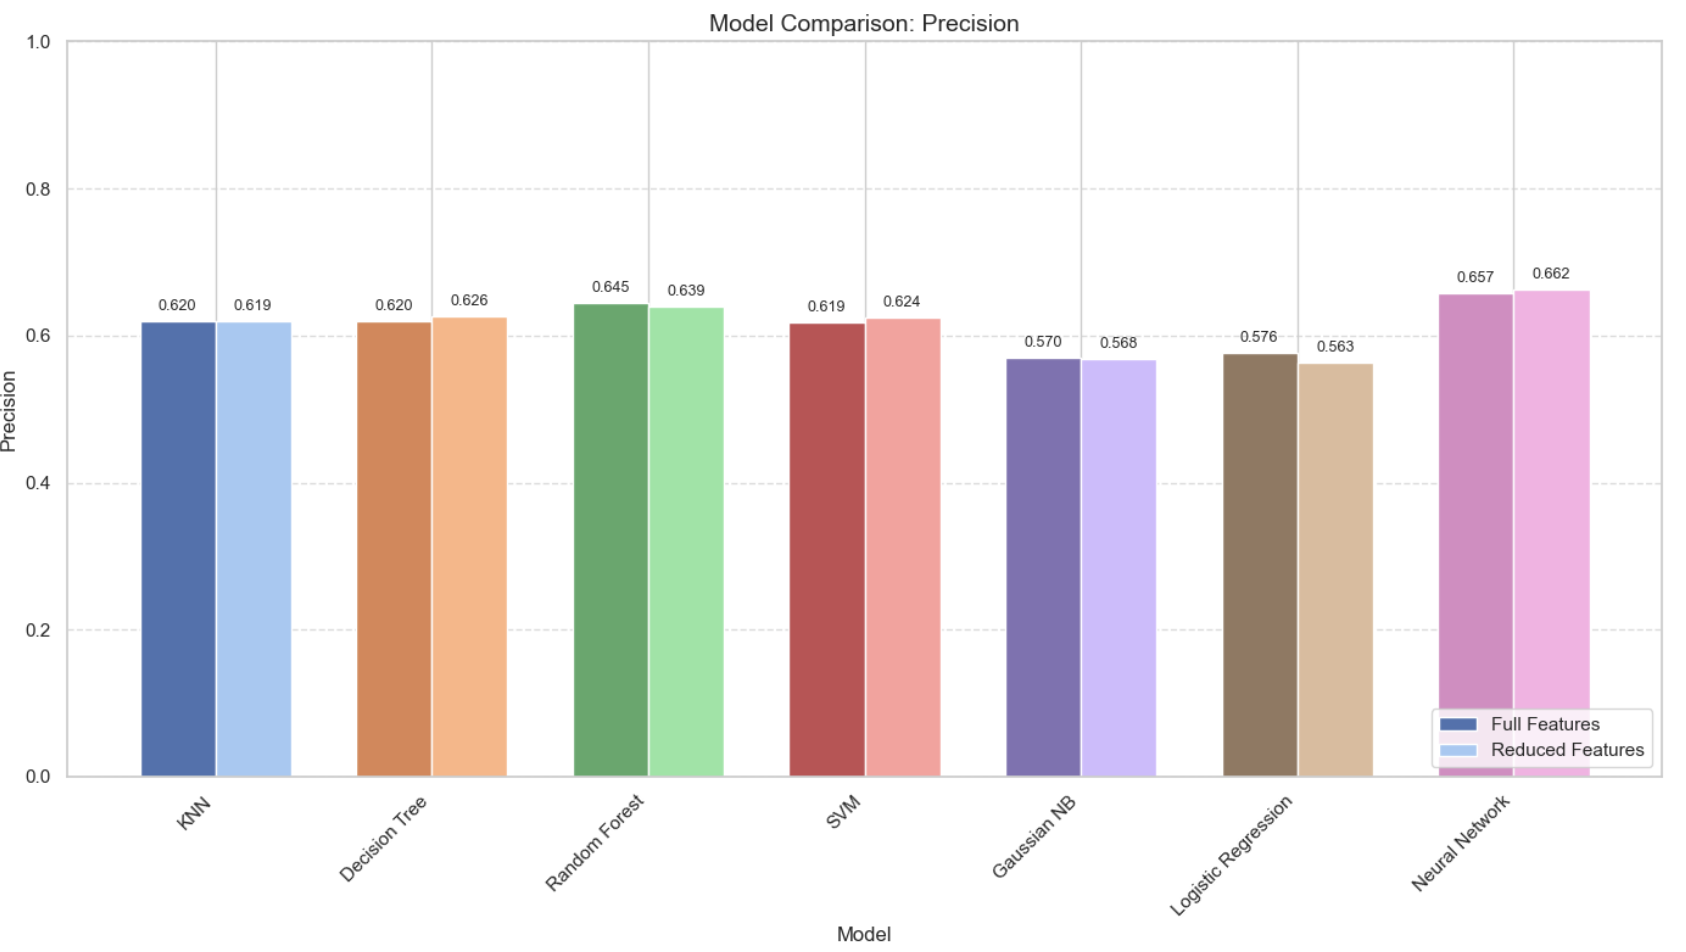 Model Comparison: Precision
1.0
0.8
0.6
0.4
0.2
0.0
Precision
0.620
0.619
0.620
0.626
0.645
0.639
0.619
0.624
0.570
0.568
0.576
0.563
0.657
0.662
Full Features
Reduced Features
KNN
Decision Tree
Random Forest
SVM
Gaussian NB
Logistic Regression
Neural Network
Model